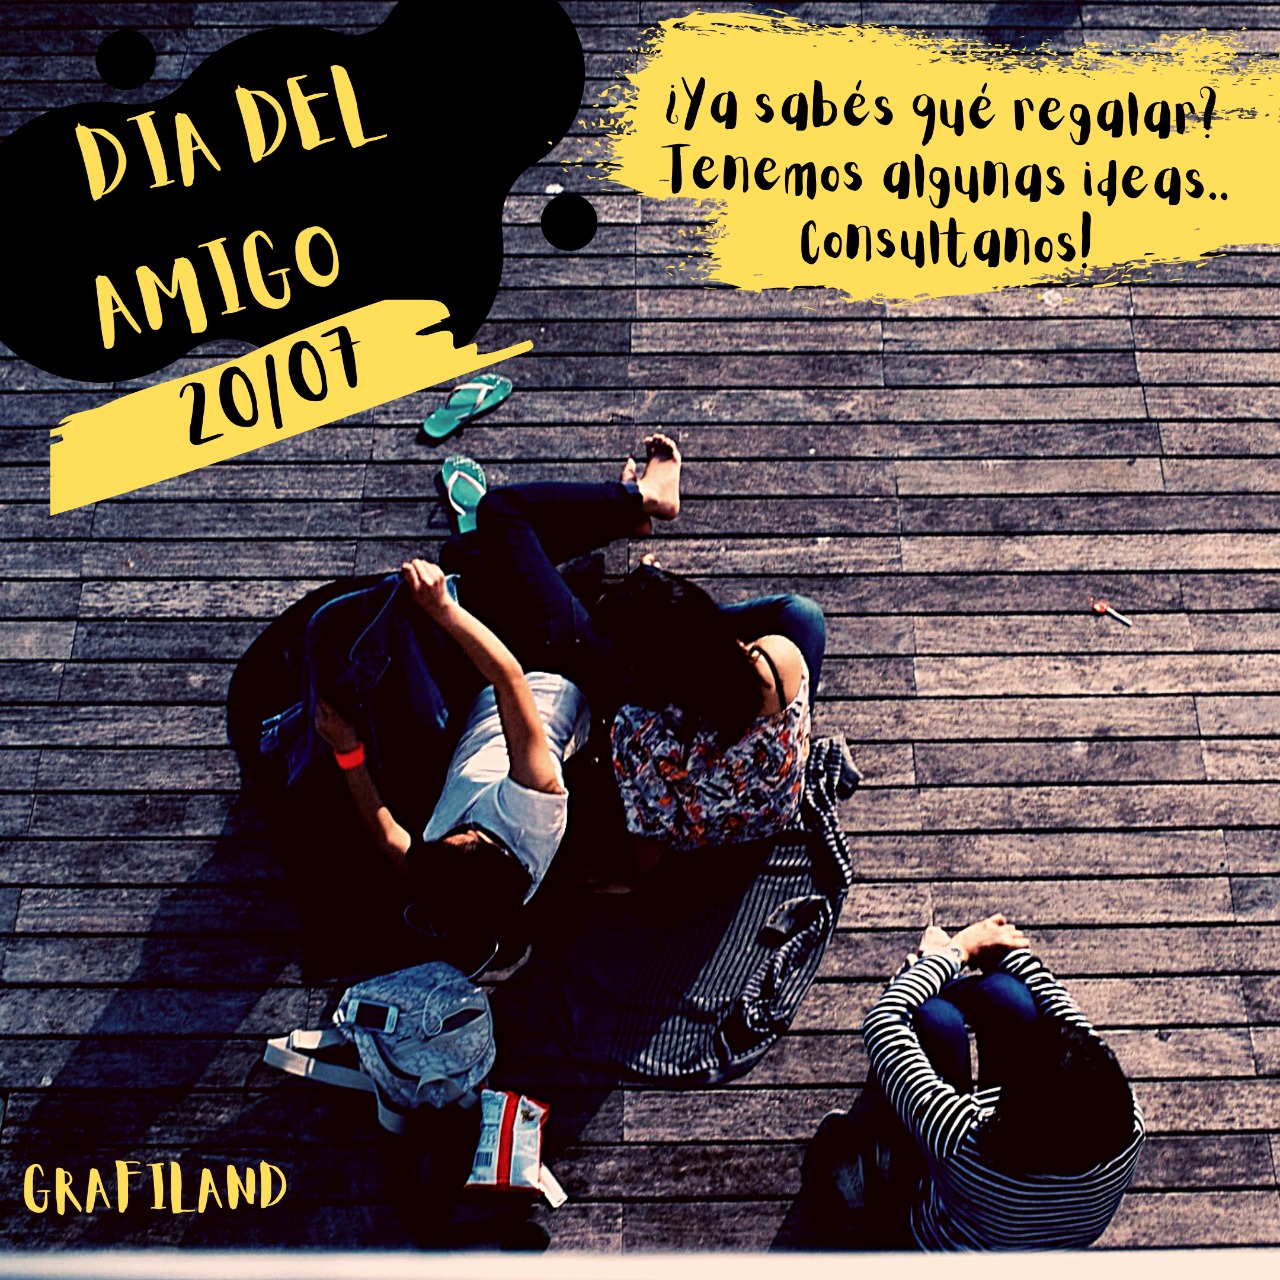 DIA DEL
AMIGO
20/07
¡Ya sabés qué regalar?
Tenemos algunas ideas..
Consultanos!
GRAFILAND